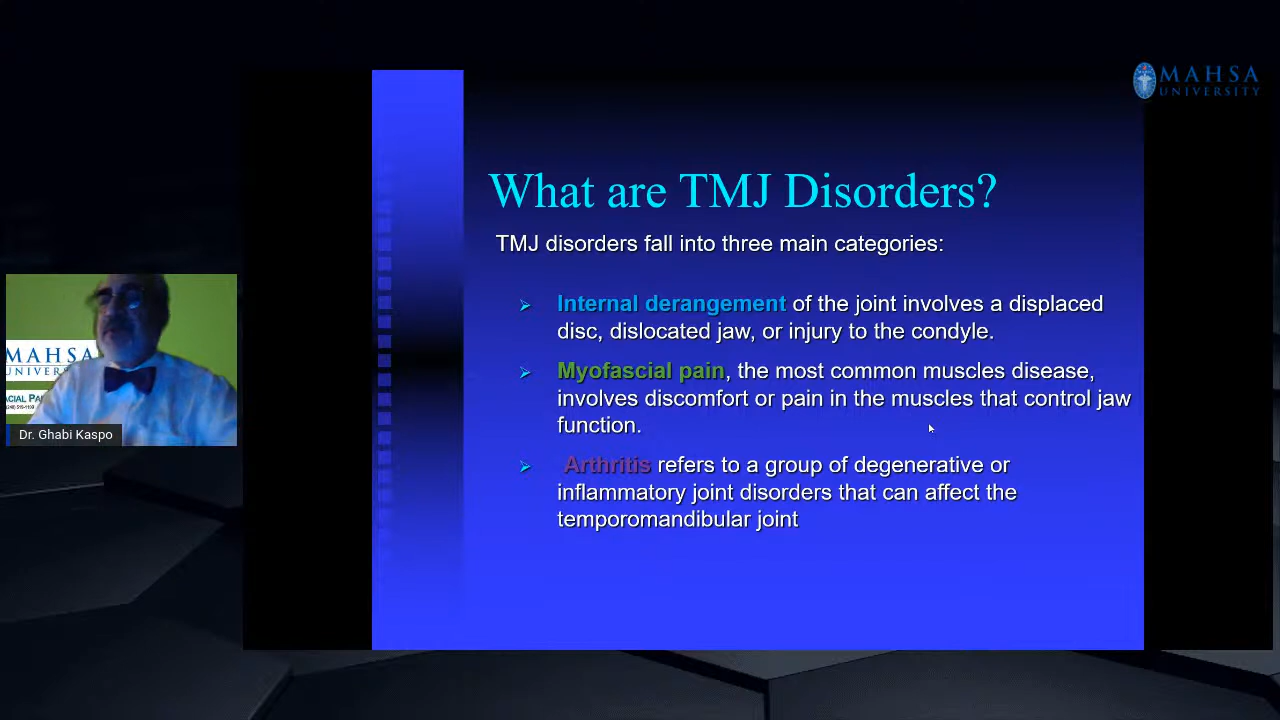 MAHSA
UNIVERSITY
What are TMJ Disorders?
TMJ disorders fall into three main categories:
Internal derangement of the joint involves a displaced
disc, dislocated jaw, or injury to the condyle.
Myofascial pain, the most common muscles disease,
involves discomfort or pain in the muscles that control jaw
function.
Arthritis refers to a group of degenerative or
inflammatory joint disorders that can affect the
temporomandibular joint
MAHSA
UNIVER
Dr. Ghabi Kaspo